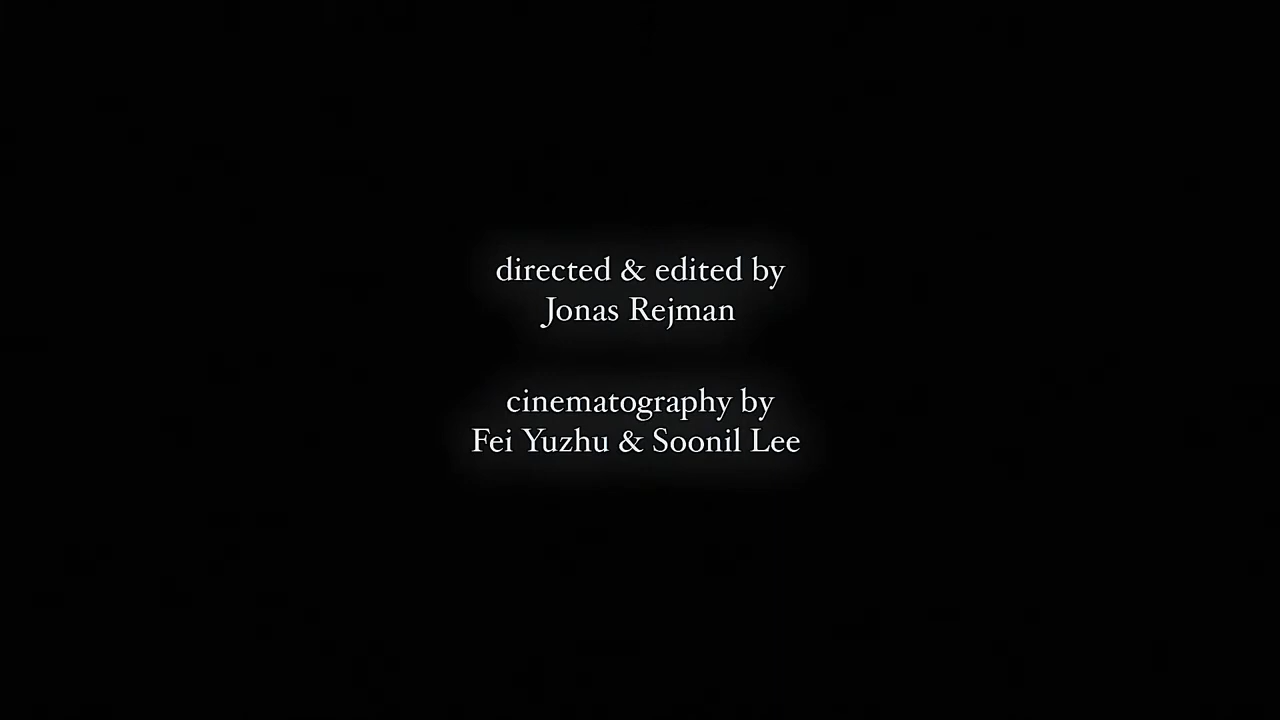 directed & edited by
Jonas Rejman
cinematography by
Fei Yuzhu & Soonil Lee